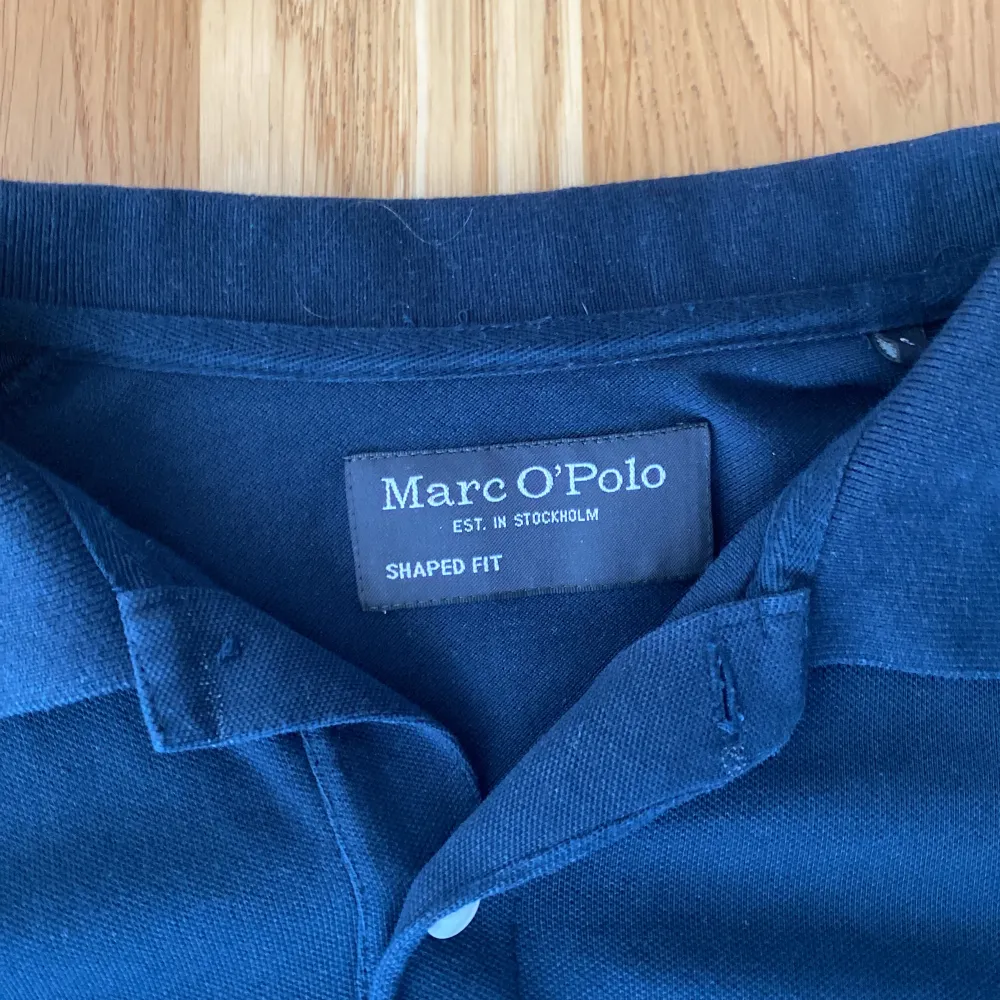 Marc O'Polo
EST. IN STOCKHOLM
SHAPED FIT